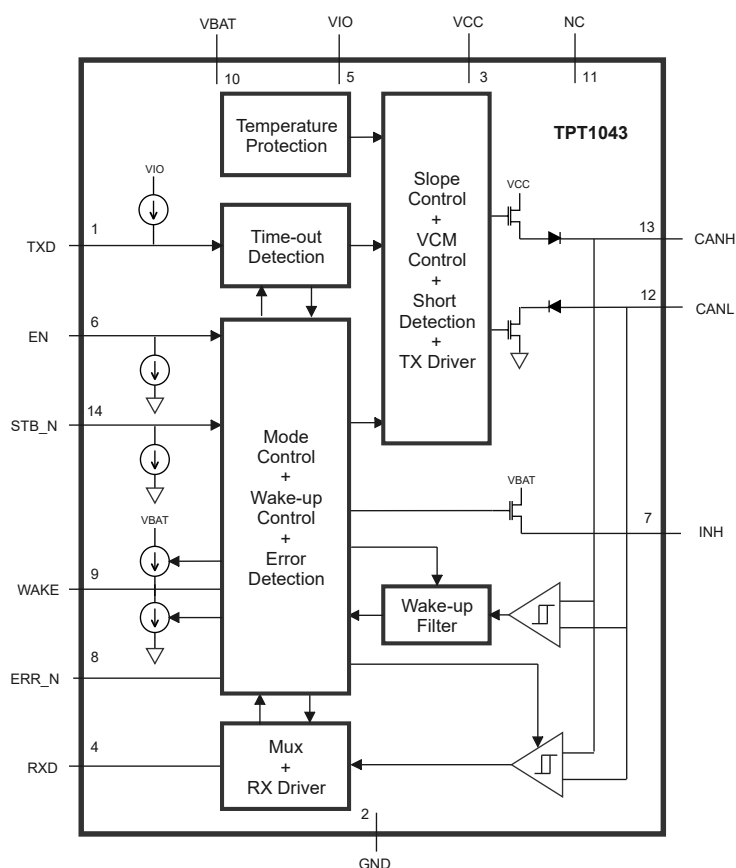 VBAT
VIO
VCC
NC
10
5
3
11
Temperature
Protection
TPT1043
Slope
Control
+
VCM
Control
+
Short
Detection
+
TX Driver
VIO
VCC
1
TXD
Time-out
Detection
13
CANH
12
CANL
6
EN
14
STB_N
Mode
Control
+
Wake-up
Control
+
Error
Detection
VBAT
7
INH
VBAT
9
WAKE
Wake-up
Filter
8
ERR_N
4
RXD
Mux
+
RX Driver
2
GND